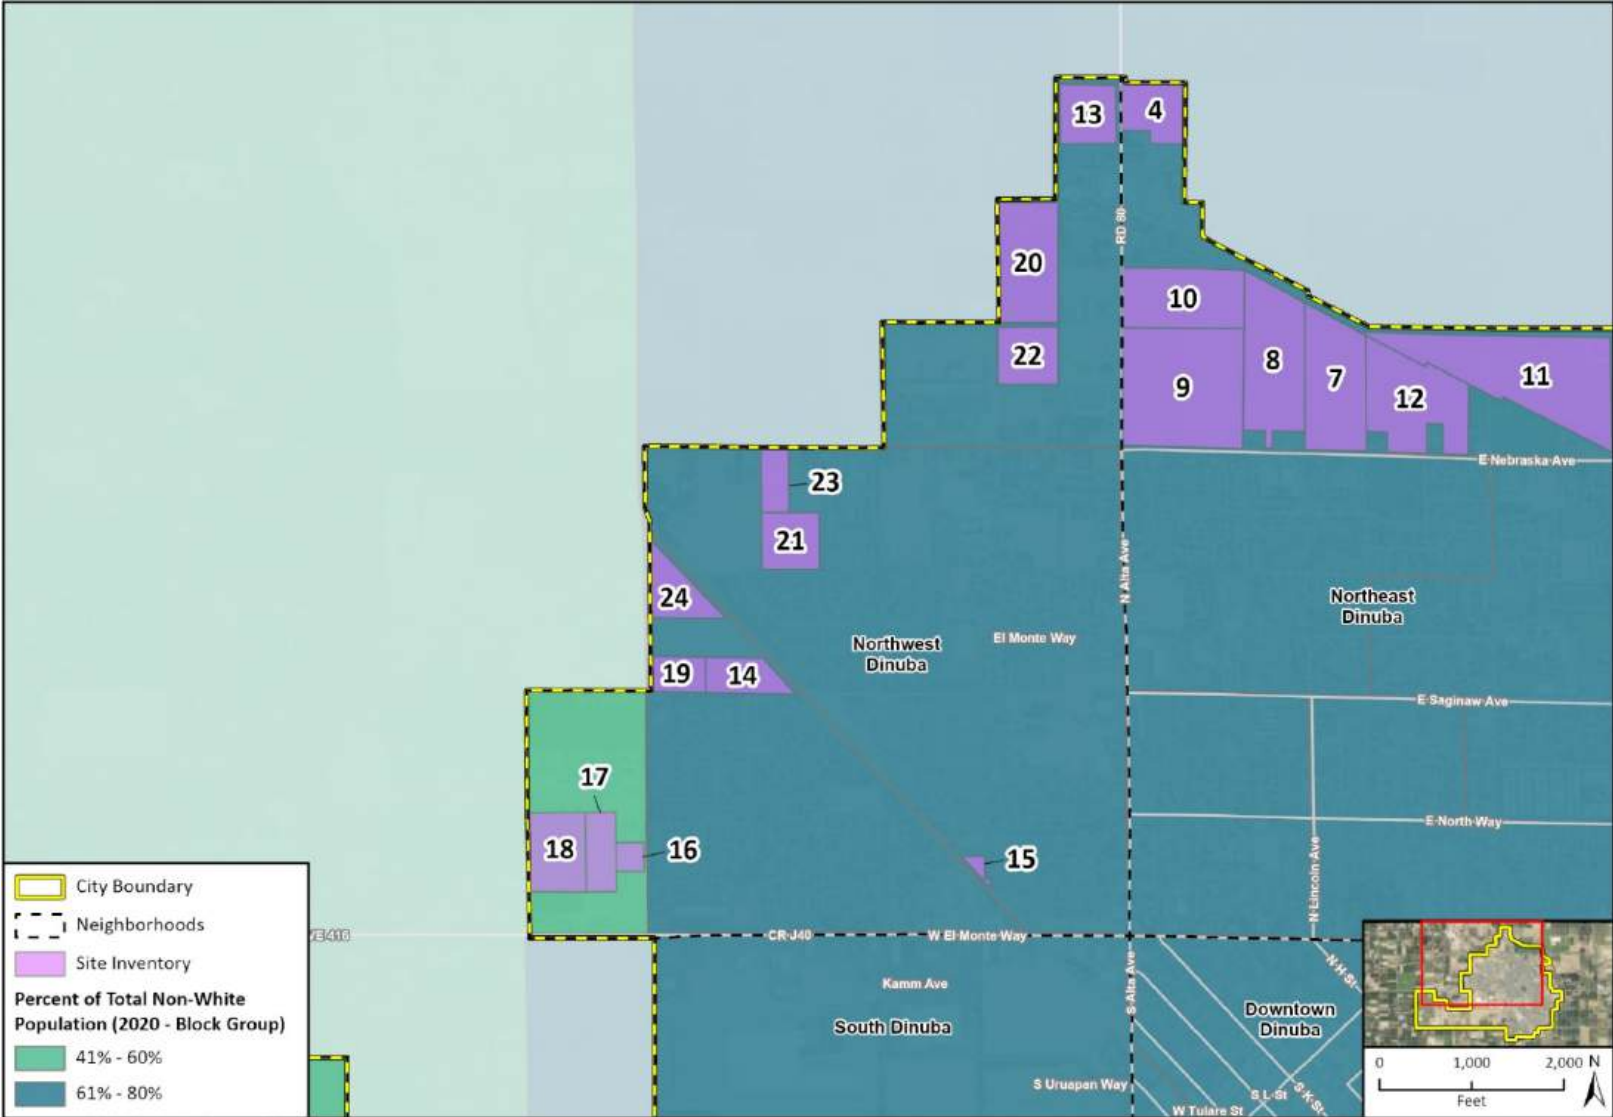 13
4
RD 80
20
10
22
8
7
9
12
11
E Nebraska Ave
23
21
N Alta Ave
24
Northeast
Dinuba
Northwest
Dinuba
El Monte Way
19
14
E Saginaw Ave
17
18
16
15
E North Way
N Lincoln Ave
CR J40
W El Monte Way
Kamm Ave
South Dinuba
S Alta Ave
N H St
Downtown
Dinuba
S Uruapan Way
S L St
S K St
W Tulare St
City Boundary
Neighborhoods
Site Inventory
Percent of Total Non-White
Population (2020 - Block Group)
41% - 60%
61% - 80%
0 1,000 2,000 N
Feet